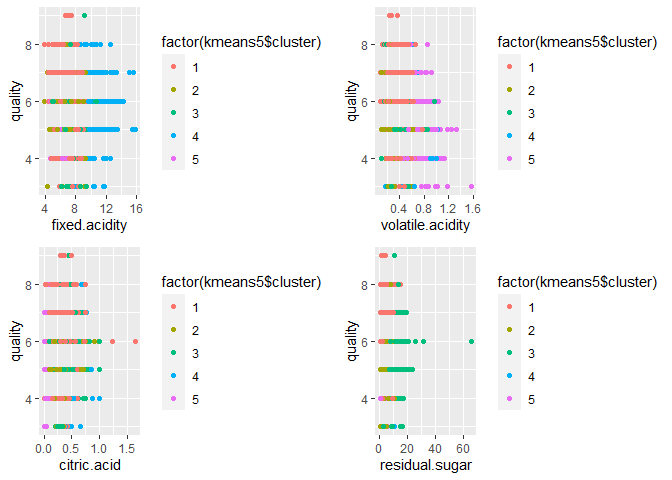 quality
8
6
4
4 8 12 16
fixed.acidity
factor(kmeans5$cluster)
1
2
3
4
5
quality
8
6
4
0.4 0.8 1.2 1.6
volatile.acidity
factor(kmeans5$cluster)
1
2
3
4
5
quality
8
6
4
0.0 0.5 1.0 1.5
citric.acid
factor(kmeans5$cluster)
1
2
3
4
5
quality
8
6
4
0 20 40 60
residual.sugar
factor(kmeans5$cluster)
1
2
3
4
5